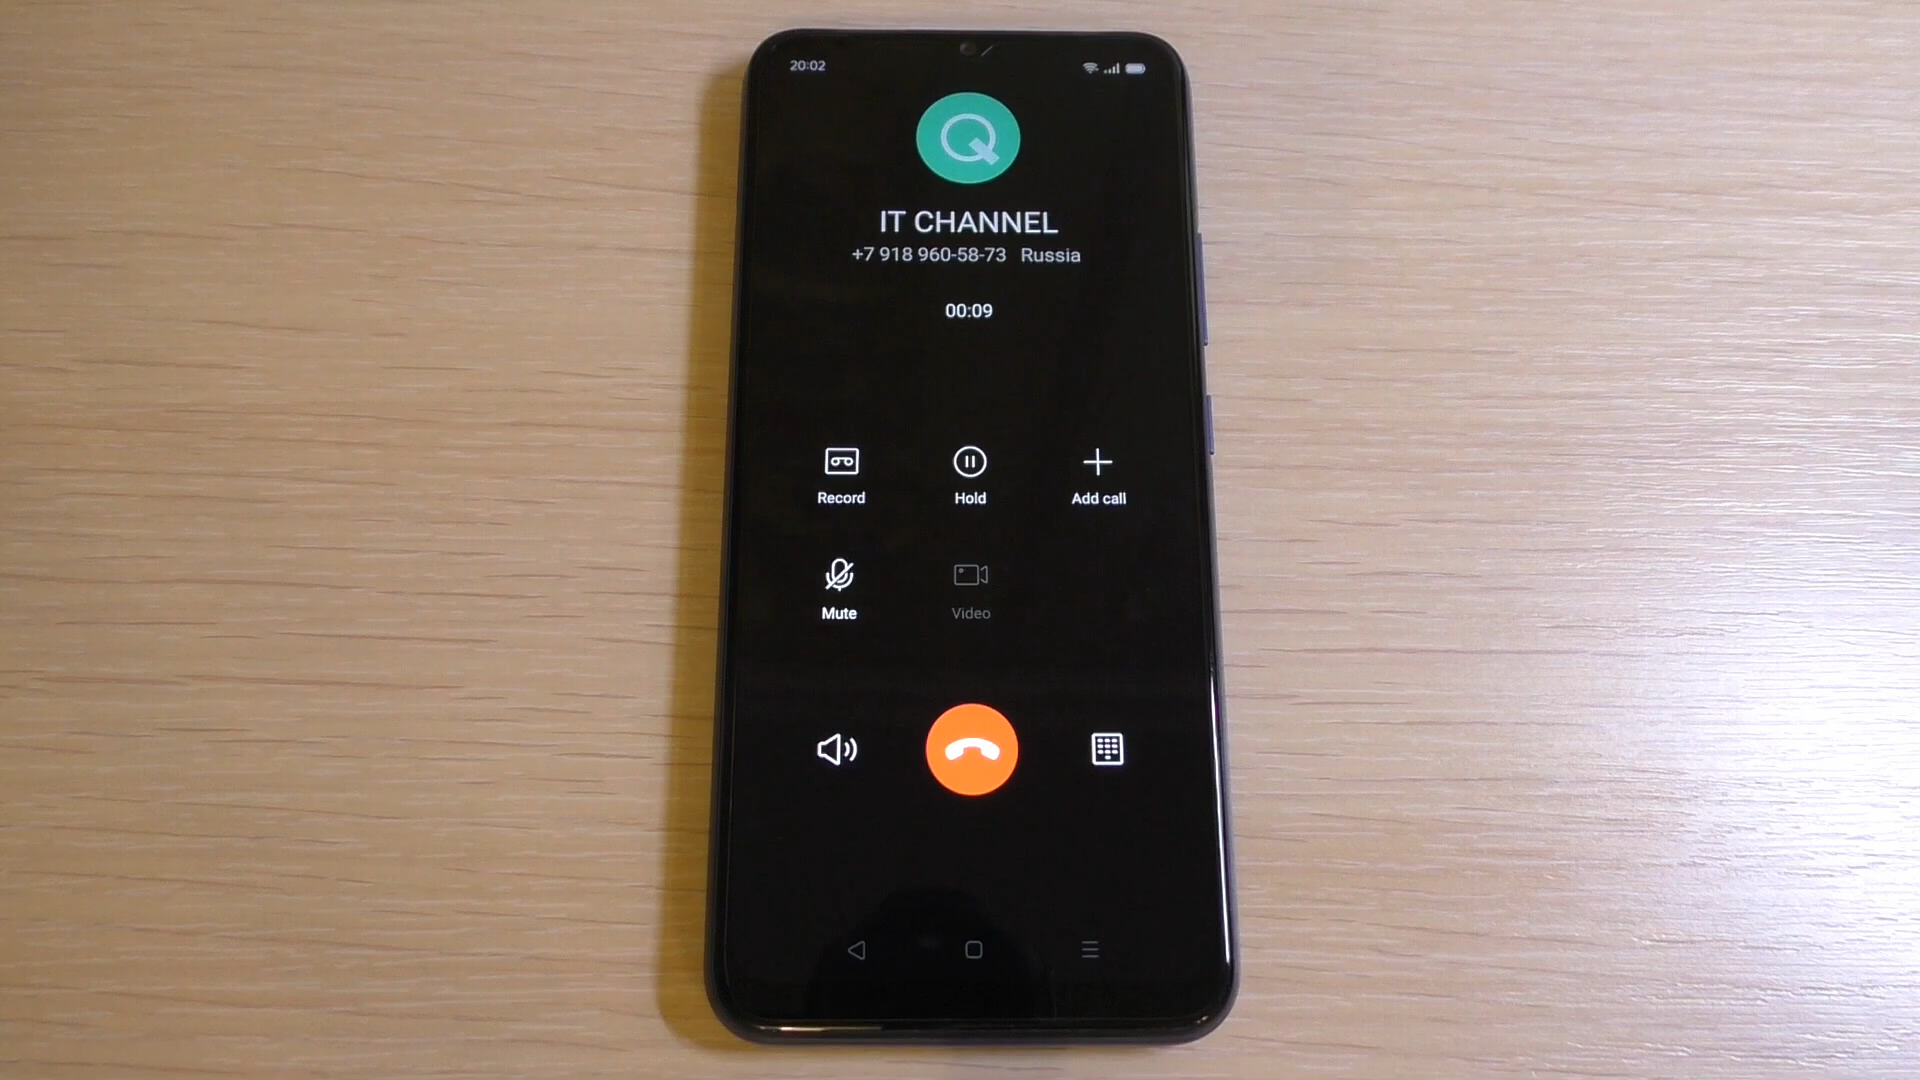 20:02
IT CHANNEL
+7 918 960-58-73 Russia
00:09
Record Hold Add call
Mute Video